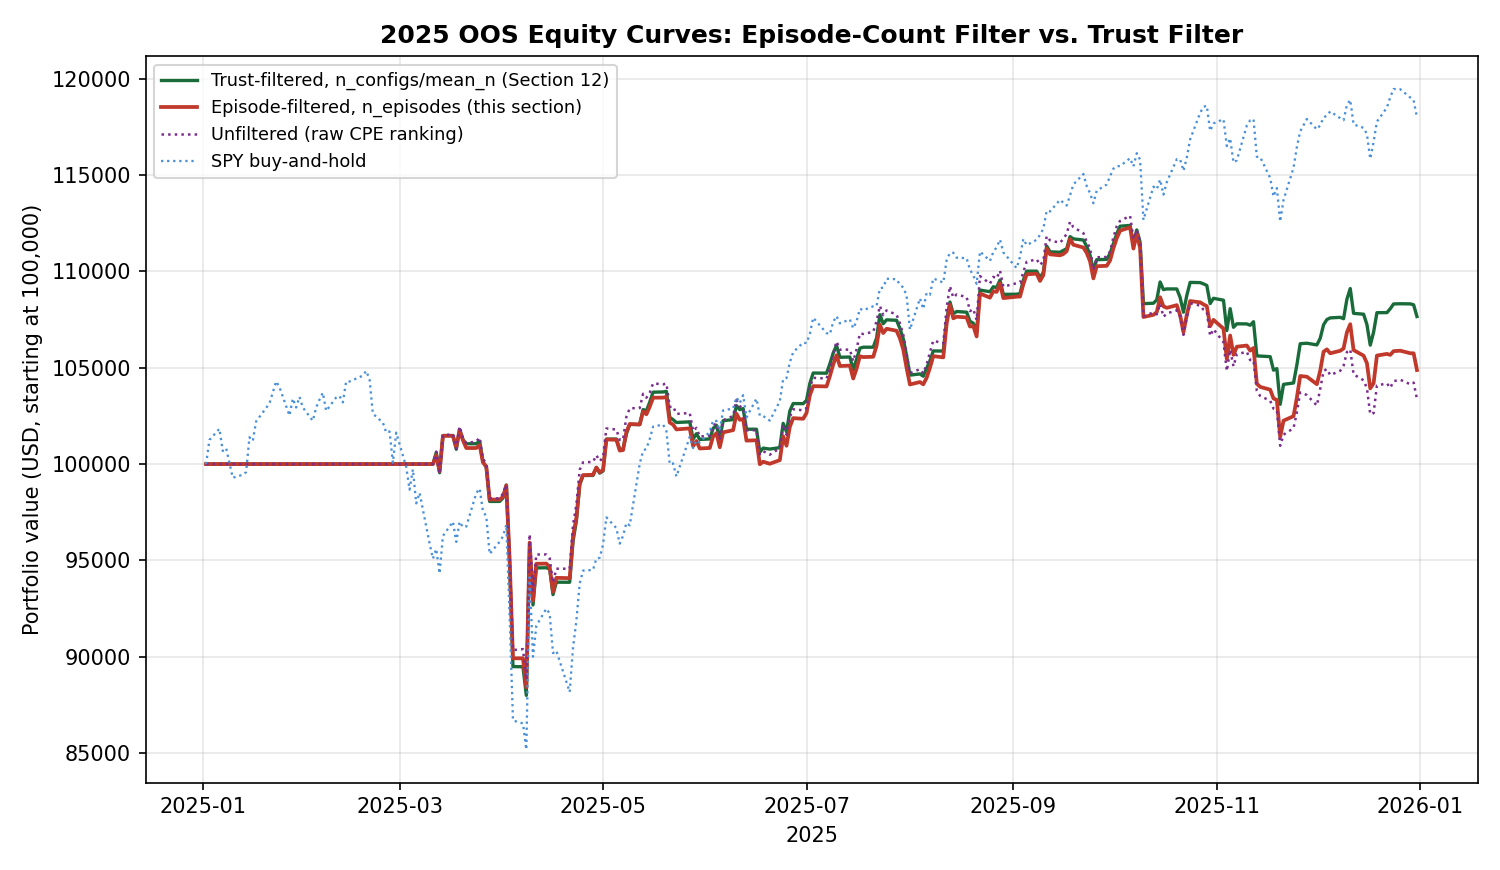 2025 OOS Equity Curves: Episode-Count Filter vs. Trust Filter
Trust-filtered, n_configs/mean_n (Section 12)
Episode-filtered, n_episodes (this section)
Unfiltered (raw CPE ranking)
SPY buy-and-hold
Portfolio value (USD, starting at 100,000)
120000
115000
110000
105000
100000
95000
90000
85000
2025-01
2025-03
2025-05
2025-07
2025-09
2025-11
2026-01
2025